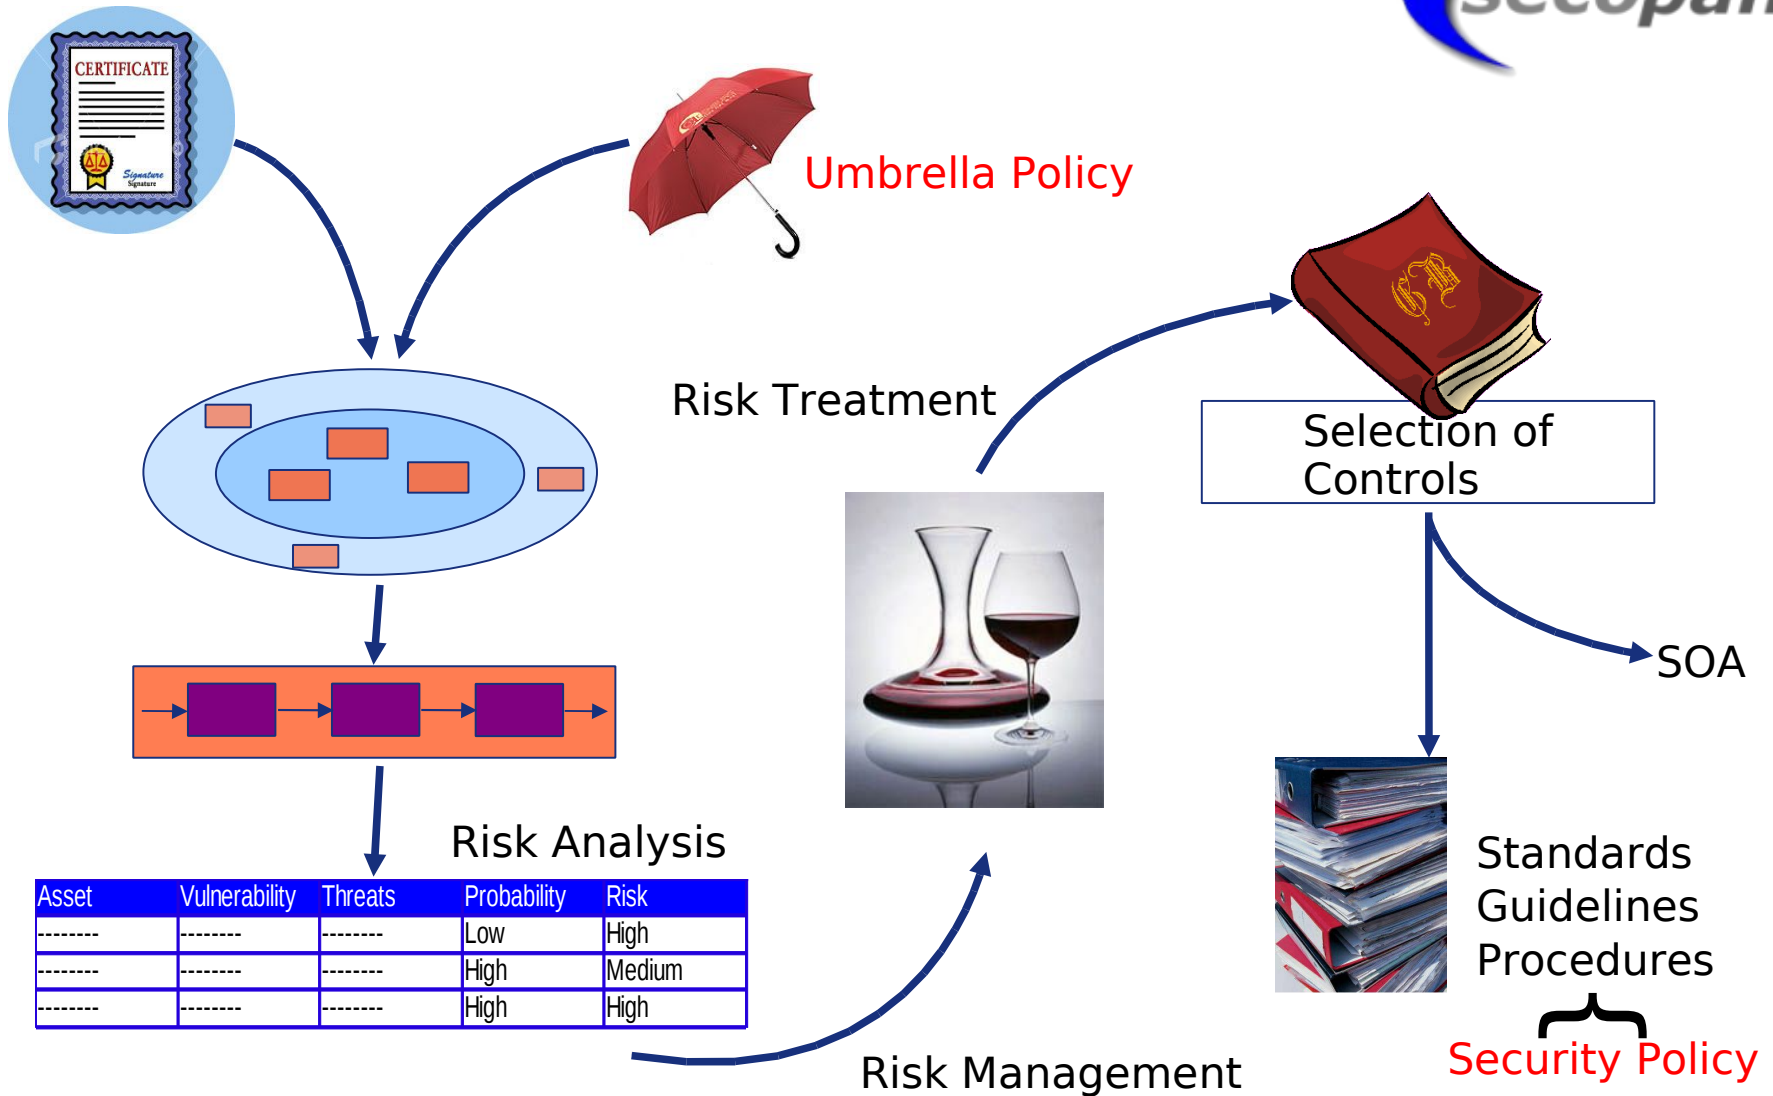 CERTIFICATE
Signature
Signature
Umbrella Policy
Risk Treatment
Selection of
Controls
SOA
Risk Analysis
Asset Vulnerability Threats Probability Risk
-------- -------- -------- Low High
-------- -------- -------- High Medium
-------- -------- -------- High High
Standards
Guidelines
Procedures
Security Policy
Risk Management